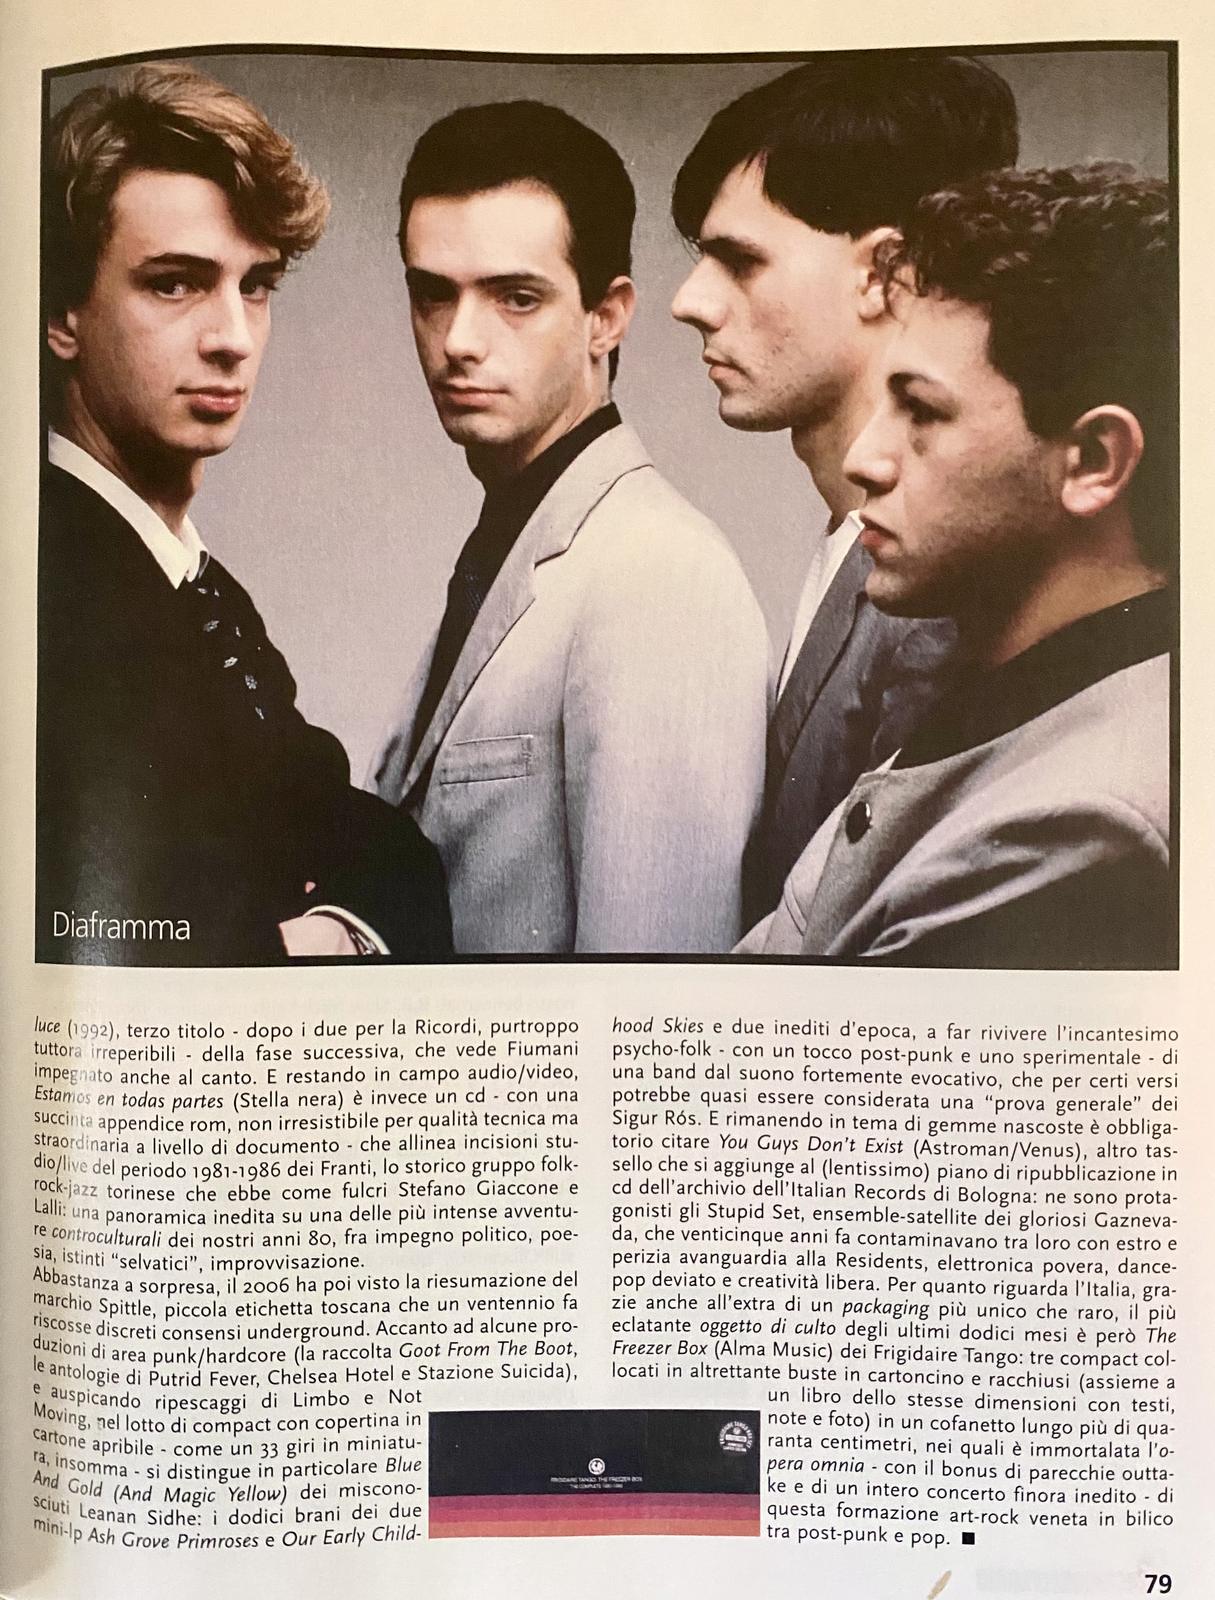 Diaframma
luce (1992), terzo titolo - dopo i due per la Ricordi, purtroppo
tuttora irreperibili - della fase successiva, che vede Fiumani
impegnato anche al canto. E restando in campo audio/video,
Estamos en todas partes (Stella nera) è invece un cd - con una
succinta appendice rom, non irresistibile per qualità tecnica ma
straordinaria a livello di documento - che allinea incisioni stu-
dio/live del periodo 1981-1986 dei Franti, lo storico gruppo folk-
rock-jazz torinese che ebbe come fulcri Stefano Giaccone e
Lalli: una panoramica inedita su una delle più intense avventu-
re controculturali dei nostri anni 80, fra impegno politico, poe-
sia, istinti “selvatici”, improvvisazione.
Abbastanza a sorpresa, il 2006 ha poi visto la riesumazione del
marchio Spittle, piccola etichetta toscana che un ventennio fa
riscosse discreti consensi underground. Accanto ad alcune pro-
duzioni di area punk/hardcore (la raccolta Goot From The Boot,
le antologie di Putrid Fever, Chelsea Hotel e Stazione Suicida),
e auspicando ripescaggi di Limbo e Not
Moving, nel lotto di compact con copertina in
cartone apribile - come un 33 giri in miniatu-
ra, insomma - si distingue in particolare Blue
And Gold (And Magic Yellow) dei miscono-
sciuti Leanan Sidhe: i dodici brani dei due
mini-lp Ash Grove Primroses e Our Early Child-
hood Skies e due inediti d’epoca, a far rivivere l’incantesimo
psycho-folk - con un tocco post-punk e uno sperimentale - di
una band dal suono fortemente evocativo, che per certi versi
potrebbe quasi essere considerata una “prova generale” dei
Sigur Rós. E rimanendo in tema di gemme nascoste è obbliga-
torio citare You Guys Don’t Exist (Astroman/Venus), altro tas-
sello che si aggiunge al (lentissimo) piano di ripubblicazione in
cd dell’archivio dell’Italian Records di Bologna: ne sono prota-
gonisti gli Stupid Set, ensemble-satellite dei gloriosi Gazneva-
da, che venticinque anni fa contaminavano tra loro con estro e
perizia avanguardia alla Residents, elettronica povera, dance-
pop deviato e creatività libera. Per quanto riguarda l’Italia, gra-
zie anche all’extra di un packaging più unico che raro, il più
eclatante oggetto di culto degli ultimi dodici mesi è però The
Freezer Box (Alma Music) dei Frigidaire Tango: tre compact col-
locati in altrettante buste in cartoncino e racchiusi (assieme a
un libro dello stesse dimensioni con testi,
note e foto) in un cofanetto lungo più di qua-
ranta centimetri, nei quali è immortalata l’o-
pera omnia - con il bonus di parecchie outta-
ke e di un intero concerto finora inedito - di
questa formazione art-rock veneta in bilico
tra post-punk e pop. ■
FRIGIDAIRE TANGO: THE FREEZER BOX
79